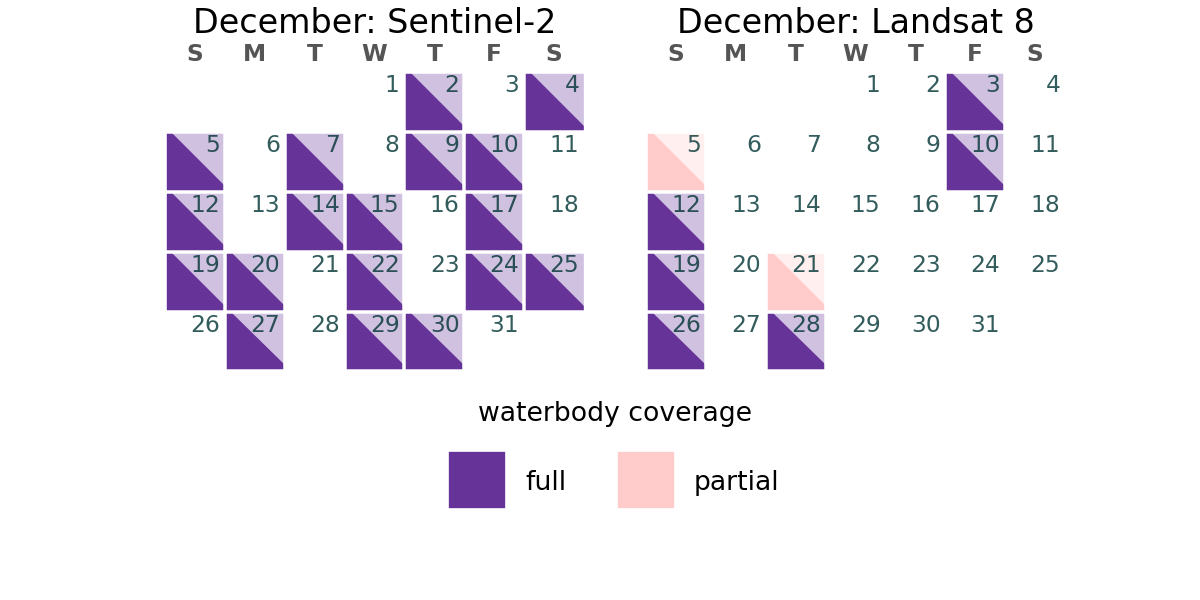 December: Sentinel-2
S M T W T F S
1 2 3 4
5 6 7 8 9 10 11
12 13 14 15 16 17 18
19 20 21 22 23 24 25
26 27 28 29 30 31
December: Landsat 8
S M T W T F S
1 2 3 4
5 6 7 8 9 10 11
12 13 14 15 16 17 18
19 20 21 22 23 24 25
26 27 28 29 30 31
waterbody coverage
full partial